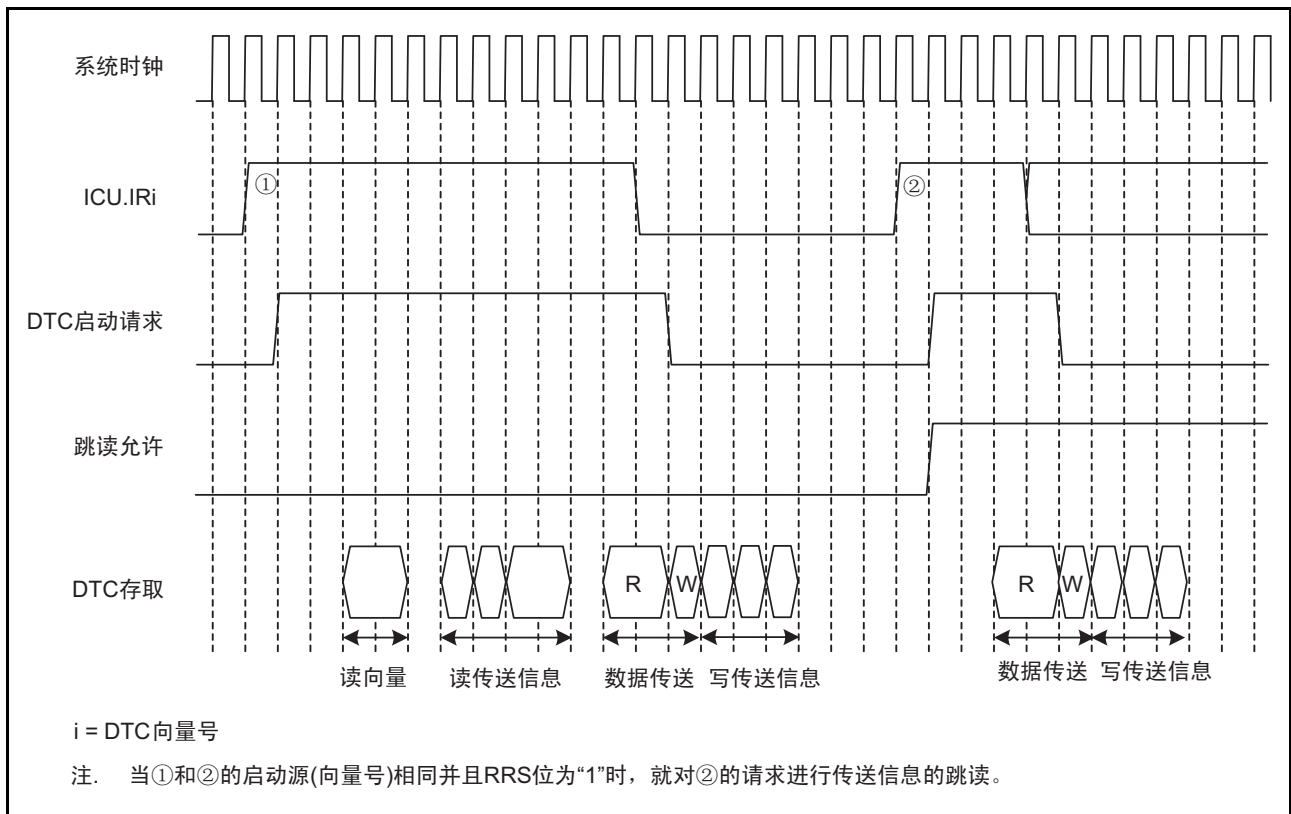 系统时钟
ICU.IRi
①
②
DTC启动请求
跳读允许
DTC存取
R
W
R
W
读向量
读传送信息
数据传送
写传送信息
数据传送
写传送信息
i = DTC向量号
注. 当①和②的启动源(向量号)相同并且RRS位为“1”时，就对②的请求进行传送信息的跳读。